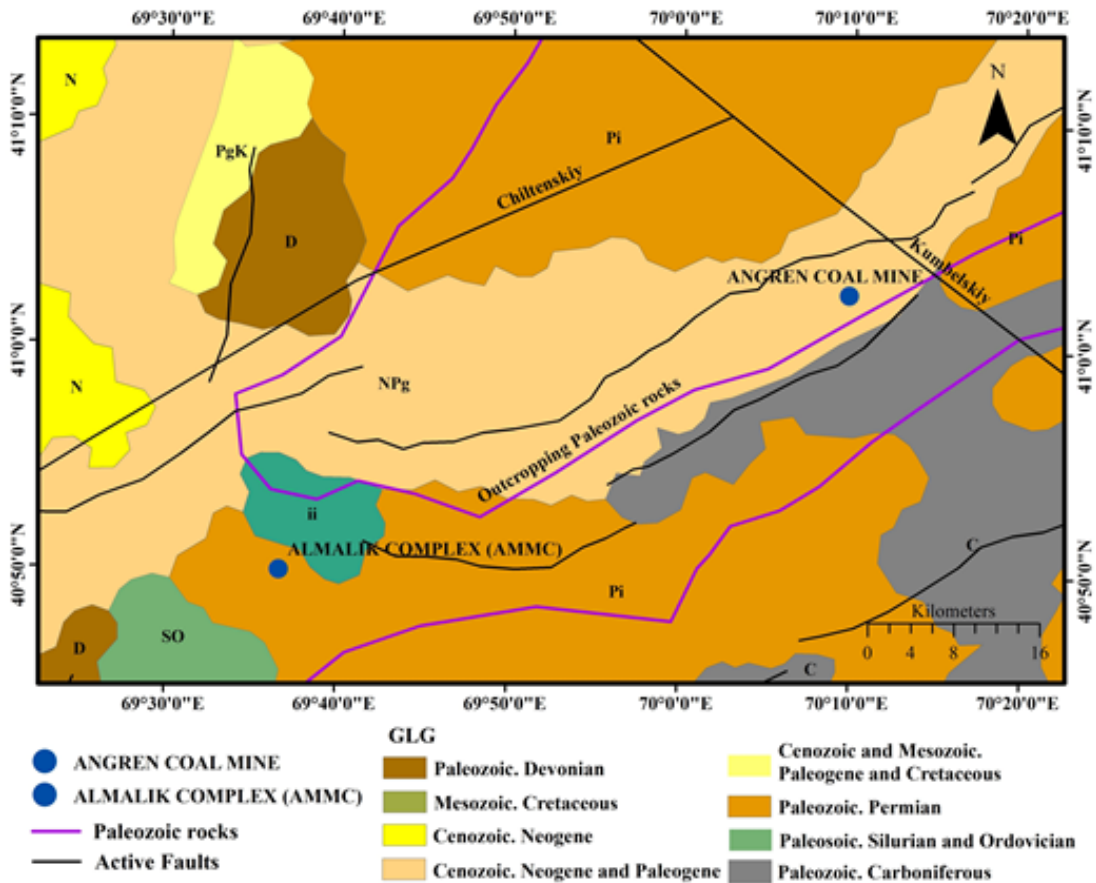 69°30'0"E 69°40'0"E 69°50'0"E 70°0'0"E 70°10'0"E 70°20'0"E
41°10'0"N
41°0'0"N
40°50'0"N
41°10'0"N
41°0'0"N
40°50'0"N
N
N
PgK
Pi
Chiltenskiy
D
Pi
Kumbelskiy
ANGREN COAL MINE
N
NPg
Outcropping Paleozoic rocks
ii
ALMALIK COMPLEX (AMMC)
C
Pi
Kilometers
SO
D
0 4 8 16
C
69°30'0"E 69°40'0"E 69°50'0"E 70°0'0"E 70°10'0"E 70°20'0"E
ANGREN COAL MINE
ALMALIK COMPLEX (AMMC)
Paleozoic rocks
Active Faults
GLG
Paleozoic. Devonian
Mesozoic. Cretaceous
Cenozoic. Neogene
Cenozoic. Neogene and Paleogene
Cenozoic and Mesozoic.
Paleogene and Cretaceous
Paleozoic. Permian
Paleosoic. Silurian and Ordovician
Paleozoic. Carboniferous